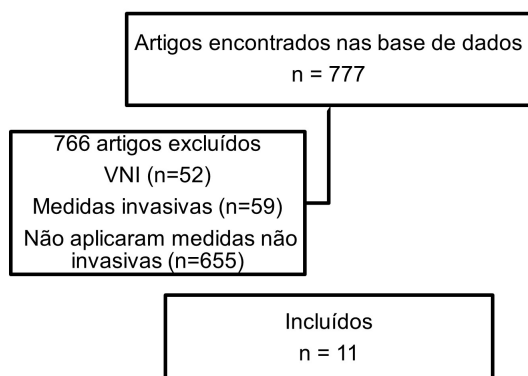 Artigos encontrados nas base de dados
n = 777
766 artigos excluídos
VNI (n=52)
Medidas invasivas (n=59)
Não aplicaram medidas não
invasivas (n=655)
Incluídos
n = 11